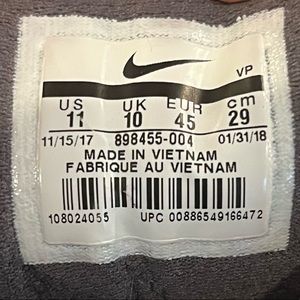 VP
US UK EUR cm
11 10 45 29
11/15/17 898455-004 01/31/18
MADE IN VIETNAM
FABRIQUE AU VIETNAM
108024055 UPC 00886549166472